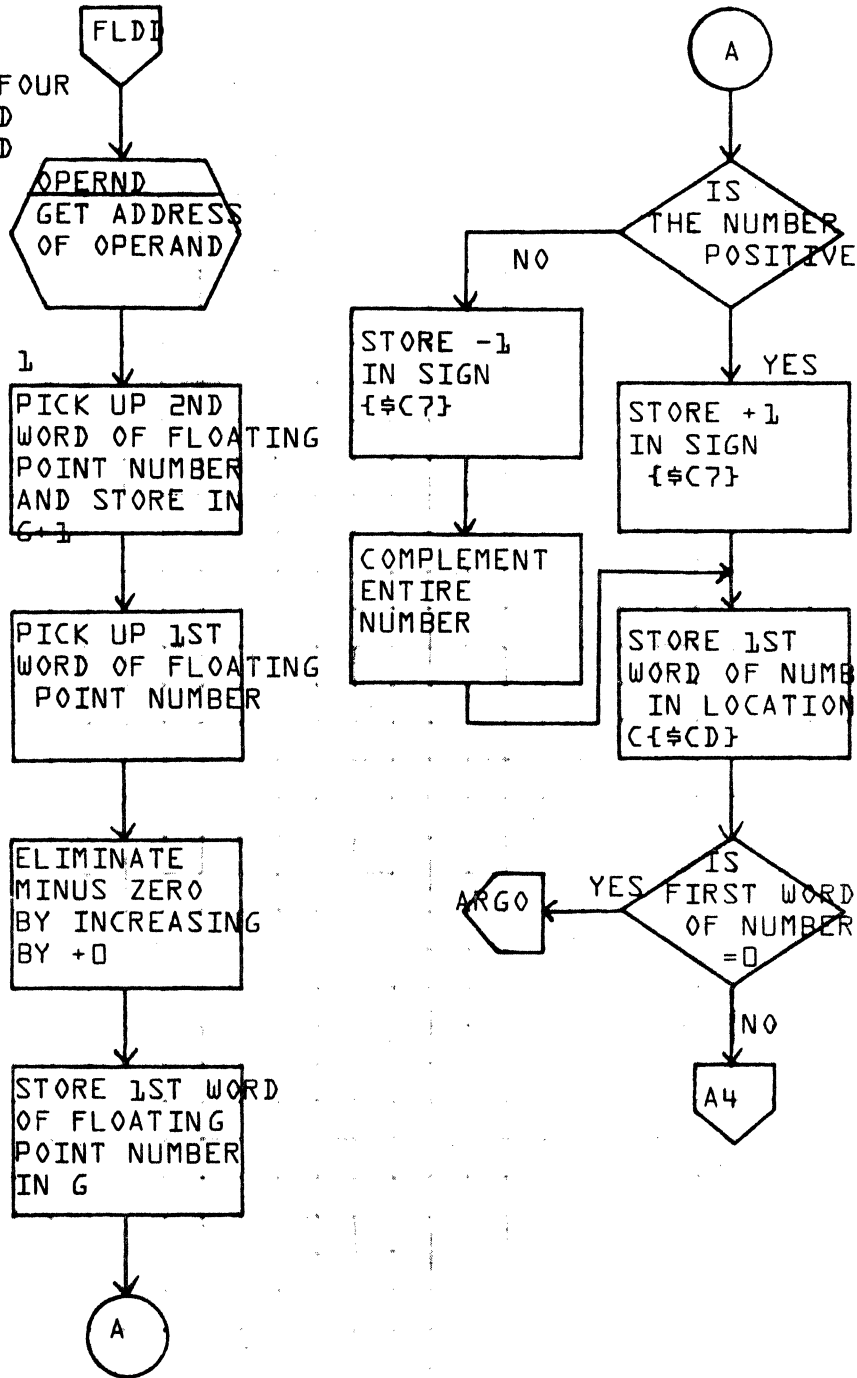 FLDI
FOUR
D
D
OPERND
GET ADDRESS
OF OPERAND
1
PICK UP 2ND
WORD OF FLOATING
POINT NUMBER
AND STORE IN
G+1
PICK UP 1ST
WORD OF FLOATING
POINT NUMBER
ELIMINATE
MINUS ZERO
BY INCREASING
BY +0
STORE 1ST WORD
OF FLOATING
POINT NUMBER
IN G
A
A
IS
THE NUMBER
POSITIVE
NO
YES
STORE -1
IN SIGN
{$C7}
STORE +1
IN SIGN
{$C7}
COMPLEMENT
ENTIRE
NUMBER
STORE 1ST
WORD OF NUMB
IN LOCATION
C{$CD}
IS
FIRST WORD
OF NUMBER
=0
YES
ARGO
NO
A4